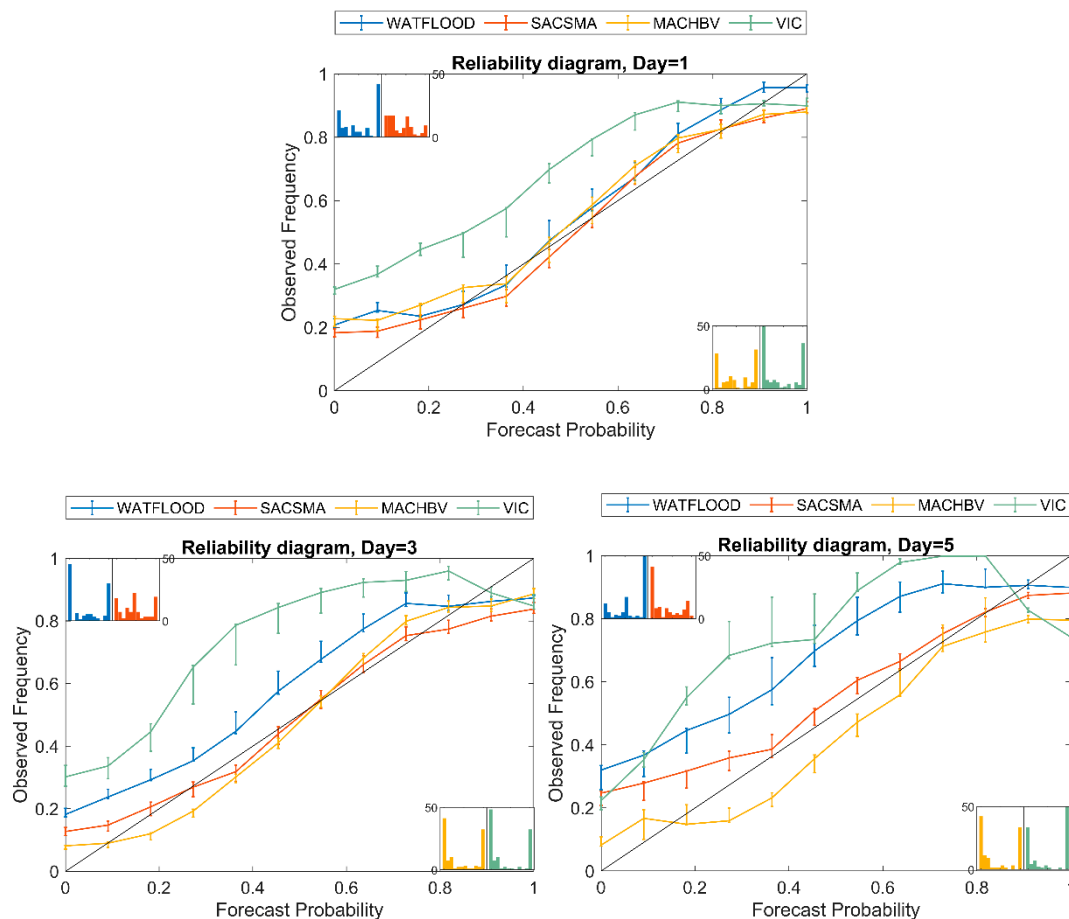 WATFLOOD SACSMA MACHBV VIC
Reliability diagram, Day=1
Observed Frequency
1
0.8
0.6
0.4
0.2
0
50
0
50
0
0 0.2 0.4 0.6 0.8 1
Forecast Probability
WATFLOOD SACSMA MACHBV VIC
Reliability diagram, Day=3
Observed Frequency
1
0.8
0.6
0.4
0.2
0
50
0
50
0
0 0.2 0.4 0.6 0.8 1
Forecast Probability
WATFLOOD SACSMA MACHBV VIC
Reliability diagram, Day=5
Observed Frequency
1
0.8
0.6
0.4
0.2
0
50
0
50
0
0 0.2 0.4 0.6 0.8 1
Forecast Probability